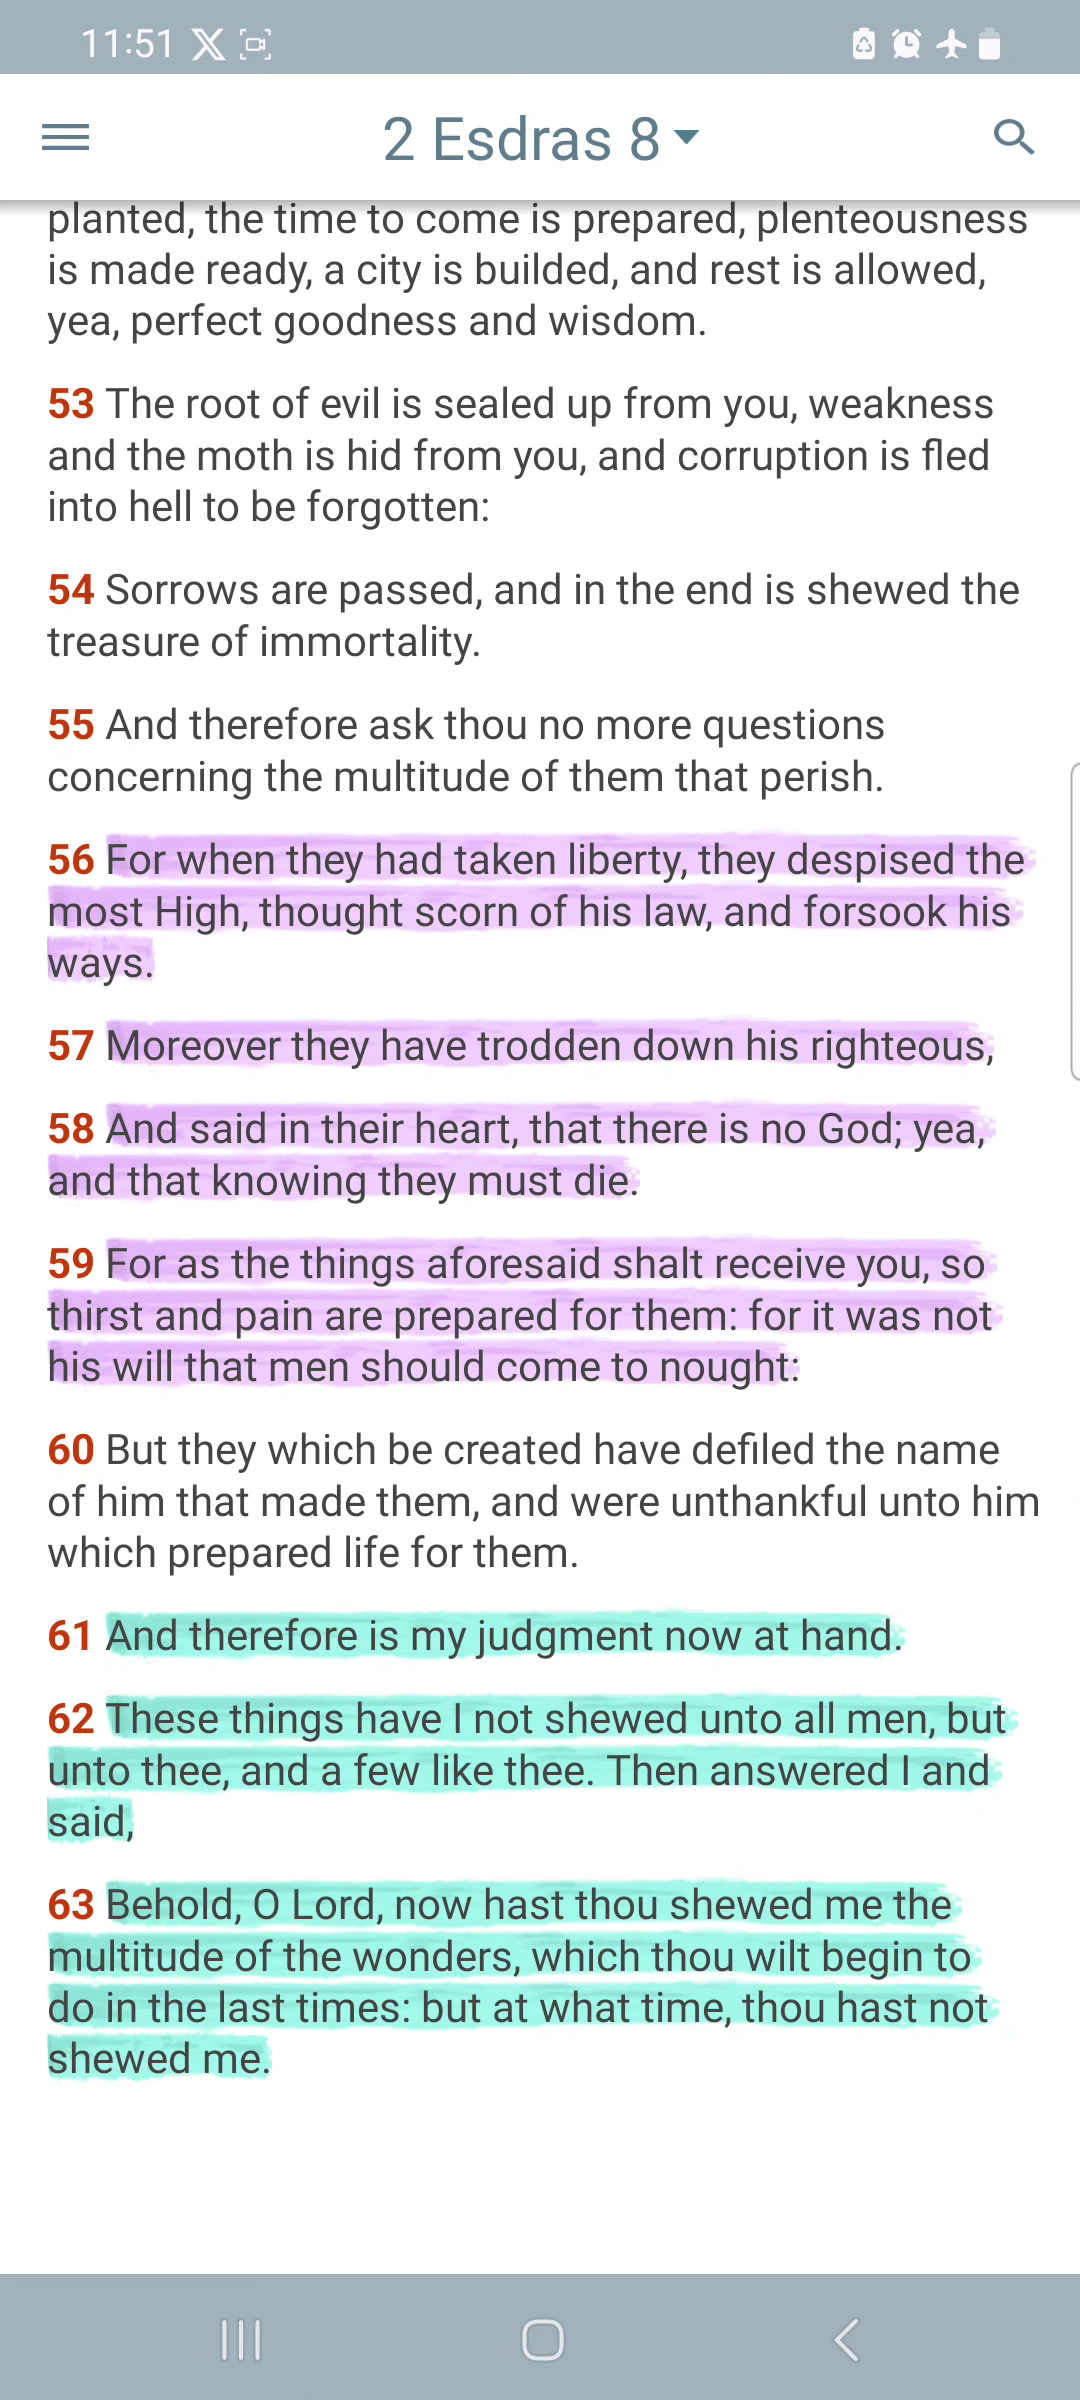 11:51
2 Esdras 8
planted, the time to come is prepared, plenteousness
is made ready, a city is builded, and rest is allowed,
yea, perfect goodness and wisdom.
53 The root of evil is sealed up from you, weakness
and the moth is hid from you, and corruption is fled
into hell to be forgotten:
54 Sorrows are passed, and in the end is shewed the
treasure of immortality.
55 And therefore ask thou no more questions
concerning the multitude of them that perish.
56 For when they had taken liberty, they despised the
most High, thought scorn of his law, and forsook his
ways.
57 Moreover they have trodden down his righteous,
58 And said in their heart, that there is no God; yea,
and that knowing they must die.
59 For as the things aforesaid shalt receive you, so
thirst and pain are prepared for them: for it was not
his will that men should come to nought:
60 But they which be created have defiled the name
of him that made them, and were unthankful unto him
which prepared life for them.
61 And therefore is my judgment now at hand.
62 These things have I not shewed unto all men, but
unto thee, and a few like thee. Then answered I and
said,
63 Behold, O Lord, now hast thou shewed me the
multitude of the wonders, which thou wilt begin to
do in the last times: but at what time, thou hast not
shewed me.